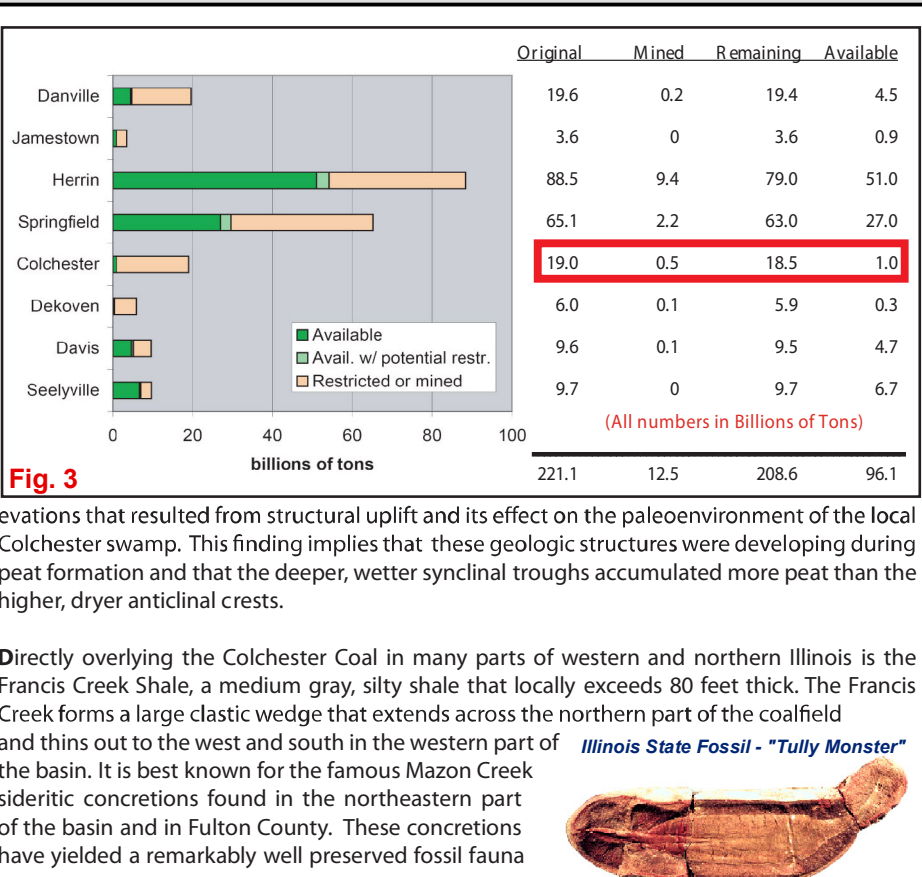 Original Mined Remaining Available
Danville 19.6 0.2 19.4 4.5
Jamestown 3.6 0 3.6 0.9
Herrin 88.5 9.4 79.0 51.0
Springfield 65.1 2.2 63.0 27.0
Colchester 19.0 0.5 18.5 1.0
Dekoven 6.0 0.1 5.9 0.3
Davis 9.6 0.1 9.5 4.7
Seelyville 9.7 0 9.7 6.7
Available
Avail. w/ potential restr.
Restricted or mined
(All numbers in Billions of Tons)
0 20 40 60 80 100
billions of tons
Fig. 3
221.1 12.5 208.6 96.1
evations that resulted from structural uplift and its effect on the paleoenvironment of the local
Colchester swamp. This finding implies that these geologic structures were developing during
peat formation and that the deeper, wetter synclinal troughs accumulated more peat than the
higher, dryer anticlinal crests.
Directly overlying the Colchester Coal in many parts of western and northern Illinois is the
Francis Creek Shale, a medium gray, silty shale that locally exceeds 80 feet thick. The Francis
Creek forms a large clastic wedge that extends across the northern part of the coalfield
and thins out to the west and south in the western part of
the basin. It is best known for the famous Mazon Creek
sideritic concretions found in the northeastern part
of the basin and in Fulton County. These concretions
have yielded a remarkably well preserved fossil fauna
Illinois State Fossil - "Tully Monster"